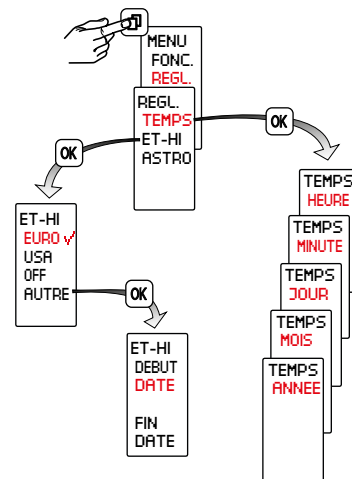 MENU
FONC.
REGL.
REGL.
TEMPS
ET-HI
ASTRO
OK
OK
TEMPS
HEURE
TEMPS
MINUTE
TEMPS
JOUR
TEMPS
MOIS
TEMPS
ANNEE
ET-HI
EURO ✓
USA
OFF
AUTRE
OK
ET-HI
DEBUT
DATE
FIN
DATE